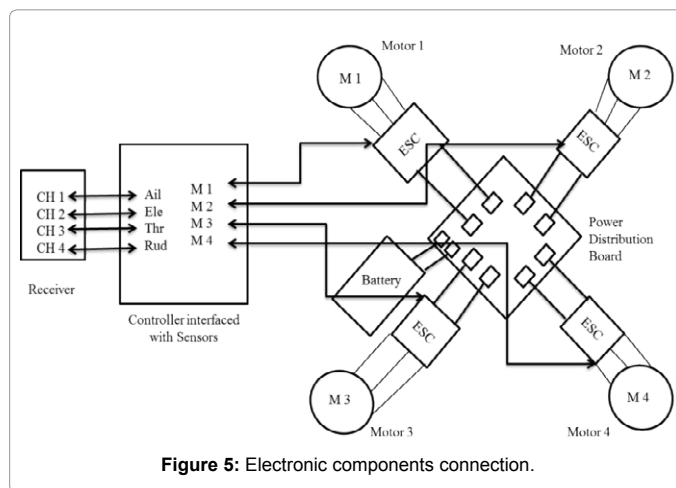 Motor 1
Motor 2
M 1
M 2
ESC
ESC
CH 1
CH 2
CH 3
CH 4
Ail
Ele
Thr
Rud
M 1
M 2
M 3
M 4
Receiver
Controller interfaced
with Sensors
Battery
Power
Distribution
Board
ESC
ESC
M 3
M 4
Motor 3
Motor 4
Figure 5: Electronic components connection.